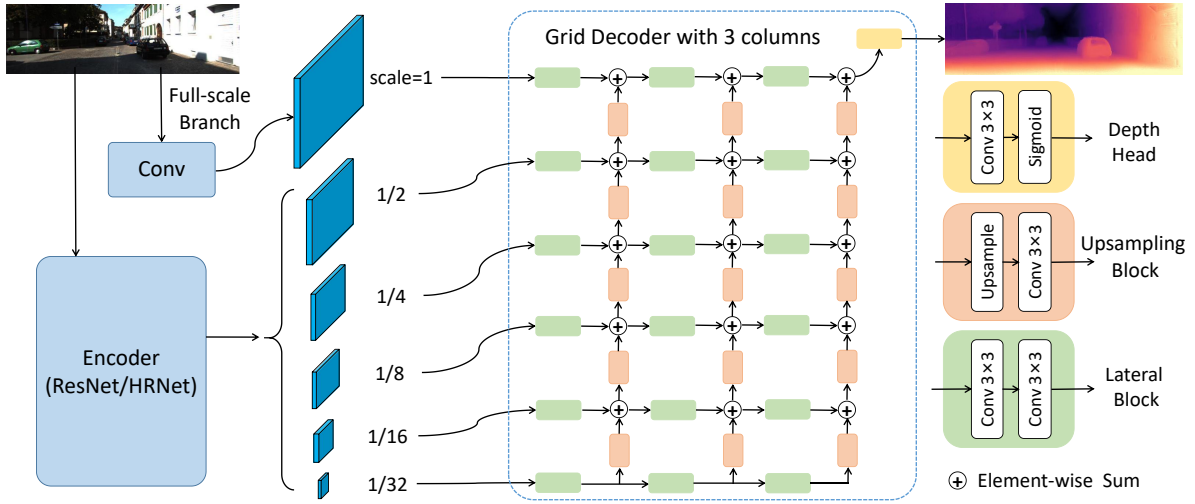 Grid Decoder with 3 columns
scale=1
Full-scale
Branch
Conv
1/2
1/4
1/8
1/16
1/32
Encoder
(ResNet/HRNet)
Conv 3×3
Sigmoid
Depth
Head
Upsample
Conv 3×3
Upsampling
Block
Conv 3×3
Conv 3×3
Lateral
Block
Element-wise Sum